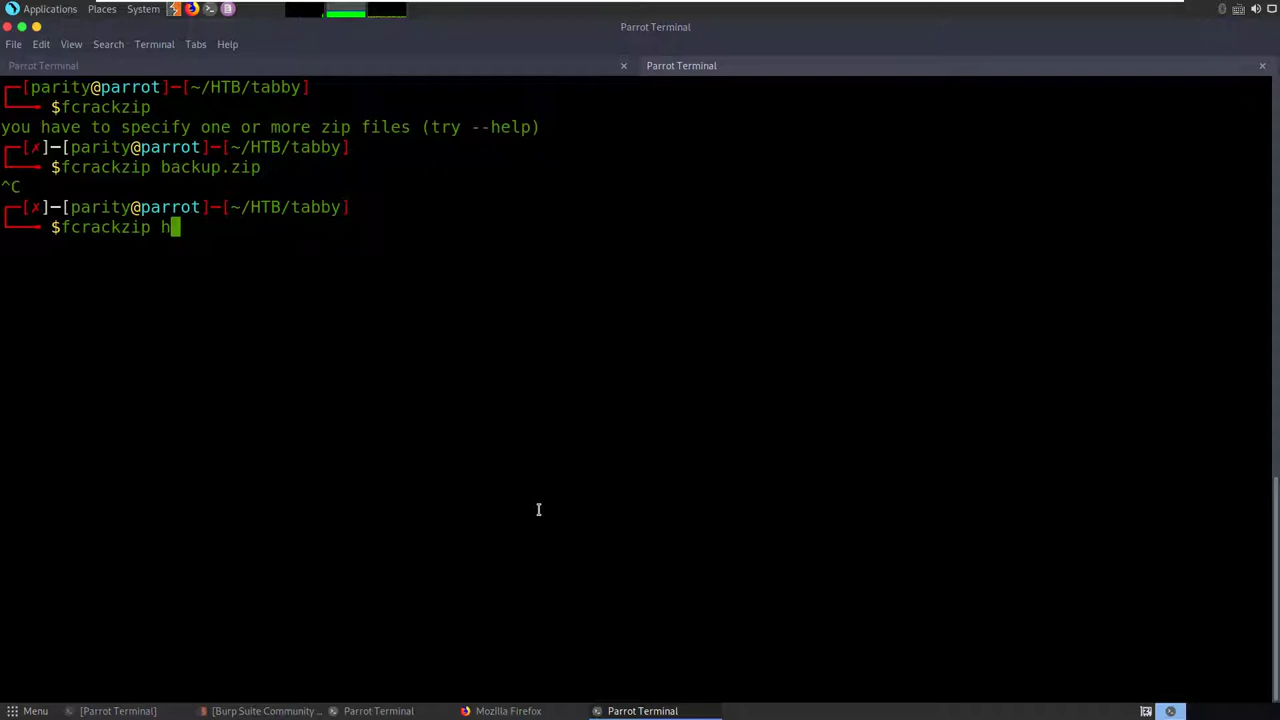 Applications Places System
Parrot Terminal
File Edit View Search Terminal Tabs Help
Parrot Terminal
Parrot Terminal
[parity@parrot]─[~/HTB/tabby]
$fcrackzip
you have to specify one or more zip files (try --help)
[✗]─[parity@parrot]─[~/HTB/tabby]
$fcrackzip backup.zip
^C
[✗]─[parity@parrot]─[~/HTB/tabby]
$fcrackzip h
Menu [Parrot Terminal] [Burp Suite Community ... Parrot Terminal Mozilla Firefox Parrot Terminal